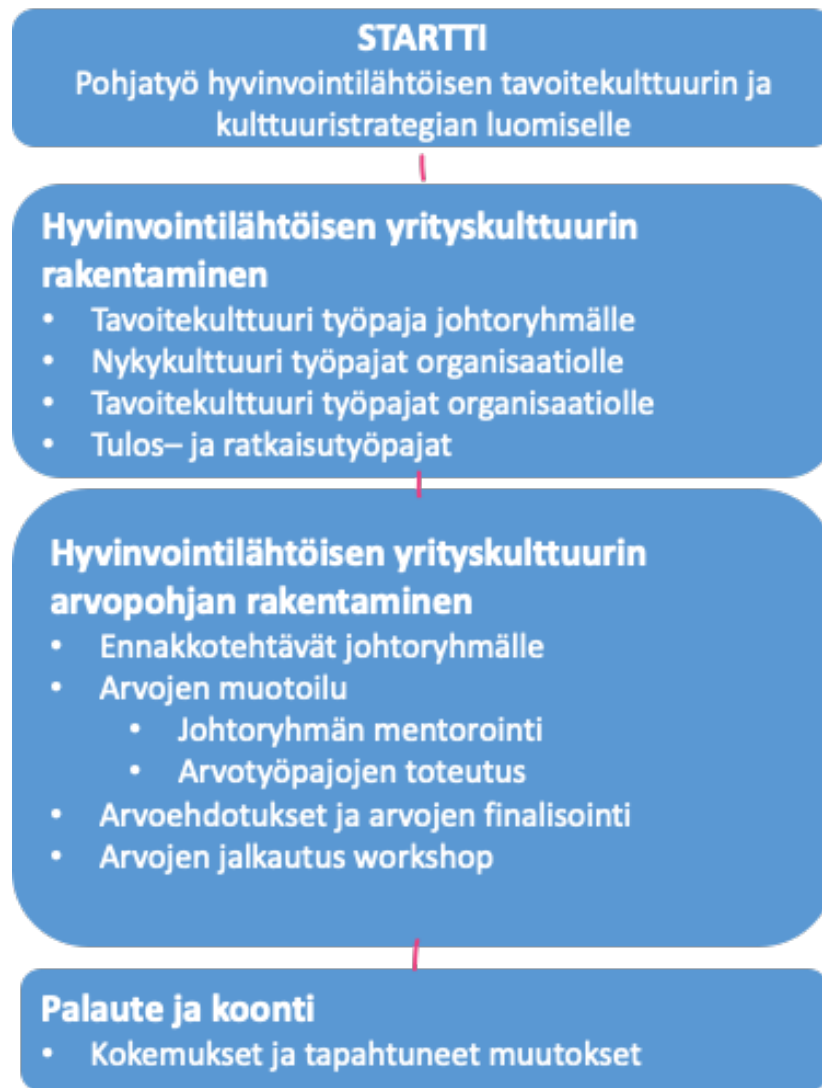 STARTTI
Pohjatyö hyvinvointilähtöisen tavoitekulttuurin ja
kulttuuristrategian luomiselle
Hyvinvointilähtöisen yrityskulttuurin
rakentaminen
• Tavoitekulttuuri työpaja johtoryhmälle
• Nykykulttuuri työpajat organisaatiolle
• Tavoitekulttuuri työpajat organisaatiolle
• Tulos– ja ratkaisutyöpajat
Hyvinvointilähtöisen yrityskulttuurin
arvopohjan rakentaminen
• Ennakkotehtävät johtoryhmälle
• Arvojen muotoilu
• Johtoryhmän mentorointi
• Arvotyöpajojen toteutus
• Arvoehdotukset ja arvojen finalisointi
• Arvojen jalkautus workshop
Palaute ja koonti
• Kokemukset ja tapahtuneet muutokset